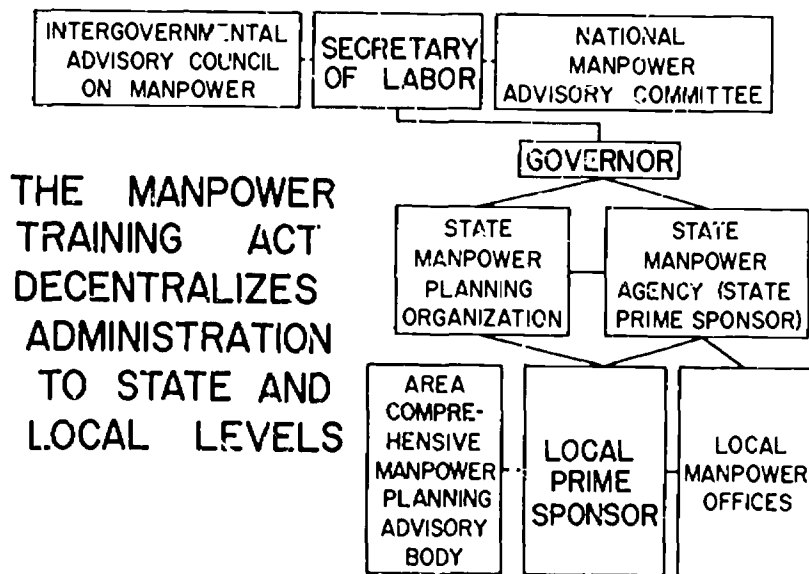 INTERGOVERNMENTAL
ADVISORY COUNCIL
ON MANPOWER
SECRETARY
OF LABOR
NATIONAL
MANPOWER
ADVISORY COMMITTEE
GOVERNOR
THE MANPOWER
TRAINING ACT
DECENTRALIZES
ADMINISTRATION
TO STATE AND
LOCAL LEVELS
STATE
MANPOWER
PLANNING
ORGANIZATION
STATE
MANPOWER
AGENCY (STATE
PRIME SPONSOR)
AREA
COMPRE-
HENSIVE
MANPOWER
PLANNING
ADVISORY
BODY
LOCAL
PRIME
SPONSOR
LOCAL
MANPOWER
OFFICES